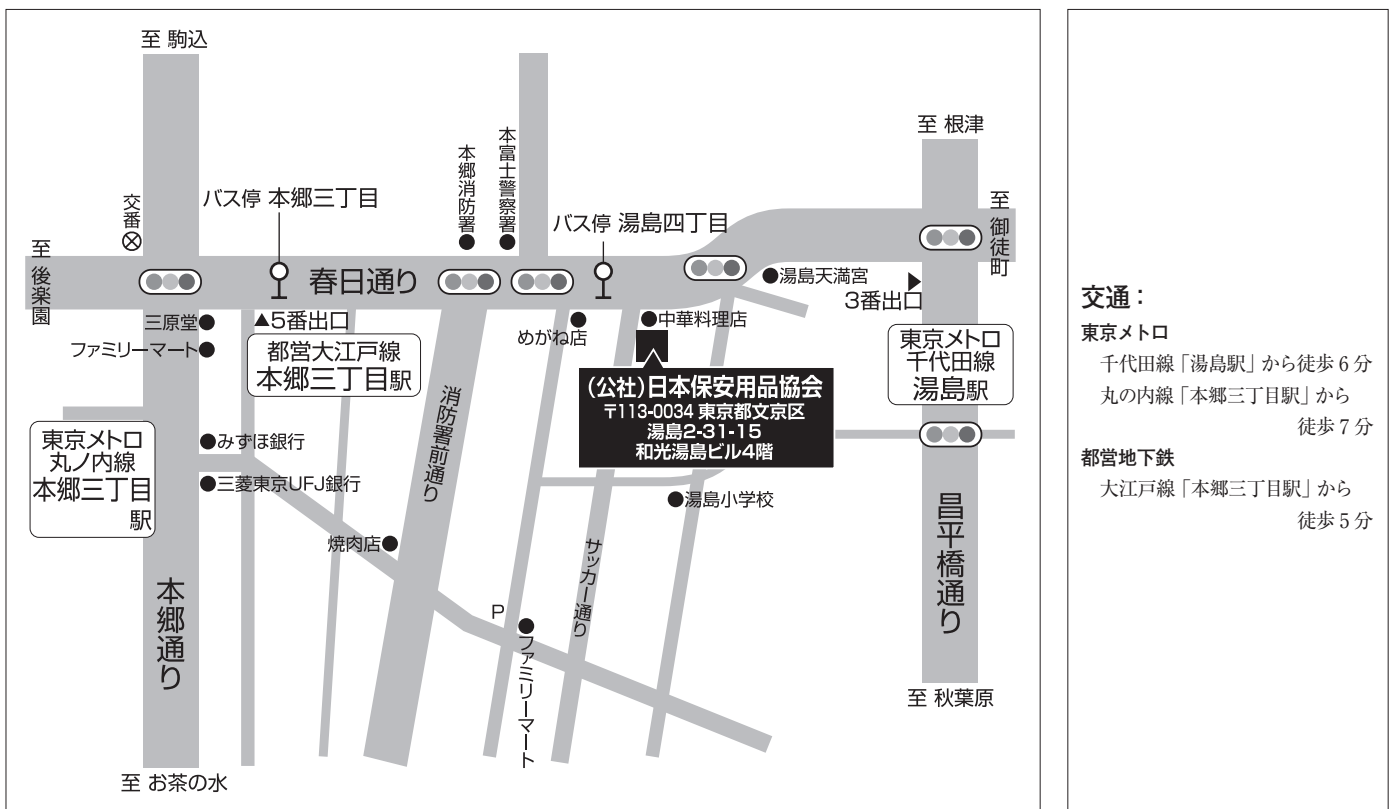 至 駒込
至 根津
本郷消防署
本富士警察署
交番
バス停 本郷三丁目
バス停 湯島四丁目
至 御徒町
至 後楽園
春日通り
湯島天満宮
3番出口
三原堂
▲5番出口
めがね店
中華料理店
ファミリーマート
都営大江戸線
本郷三丁目駅
東京メトロ
千代田線
湯島駅
(公社)日本保安用品協会
〒113-0034 東京都文京区
湯島2-31-15
和光湯島ビル4階
消防署前通り
東京メトロ
丸ノ内線
本郷三丁目
駅
みずほ銀行
三菱東京UFJ銀行
湯島小学校
焼肉店
サッカー通り
昌平橋通り
本郷通り
P
ファミリーマート
至 秋葉原
至 お茶の水
交通：
東京メトロ
千代田線「湯島駅」から徒歩6分
丸の内線「本郷三丁目駅」から
徒歩7分
都営地下鉄
大江戸線「本郷三丁目駅」から
徒歩5分